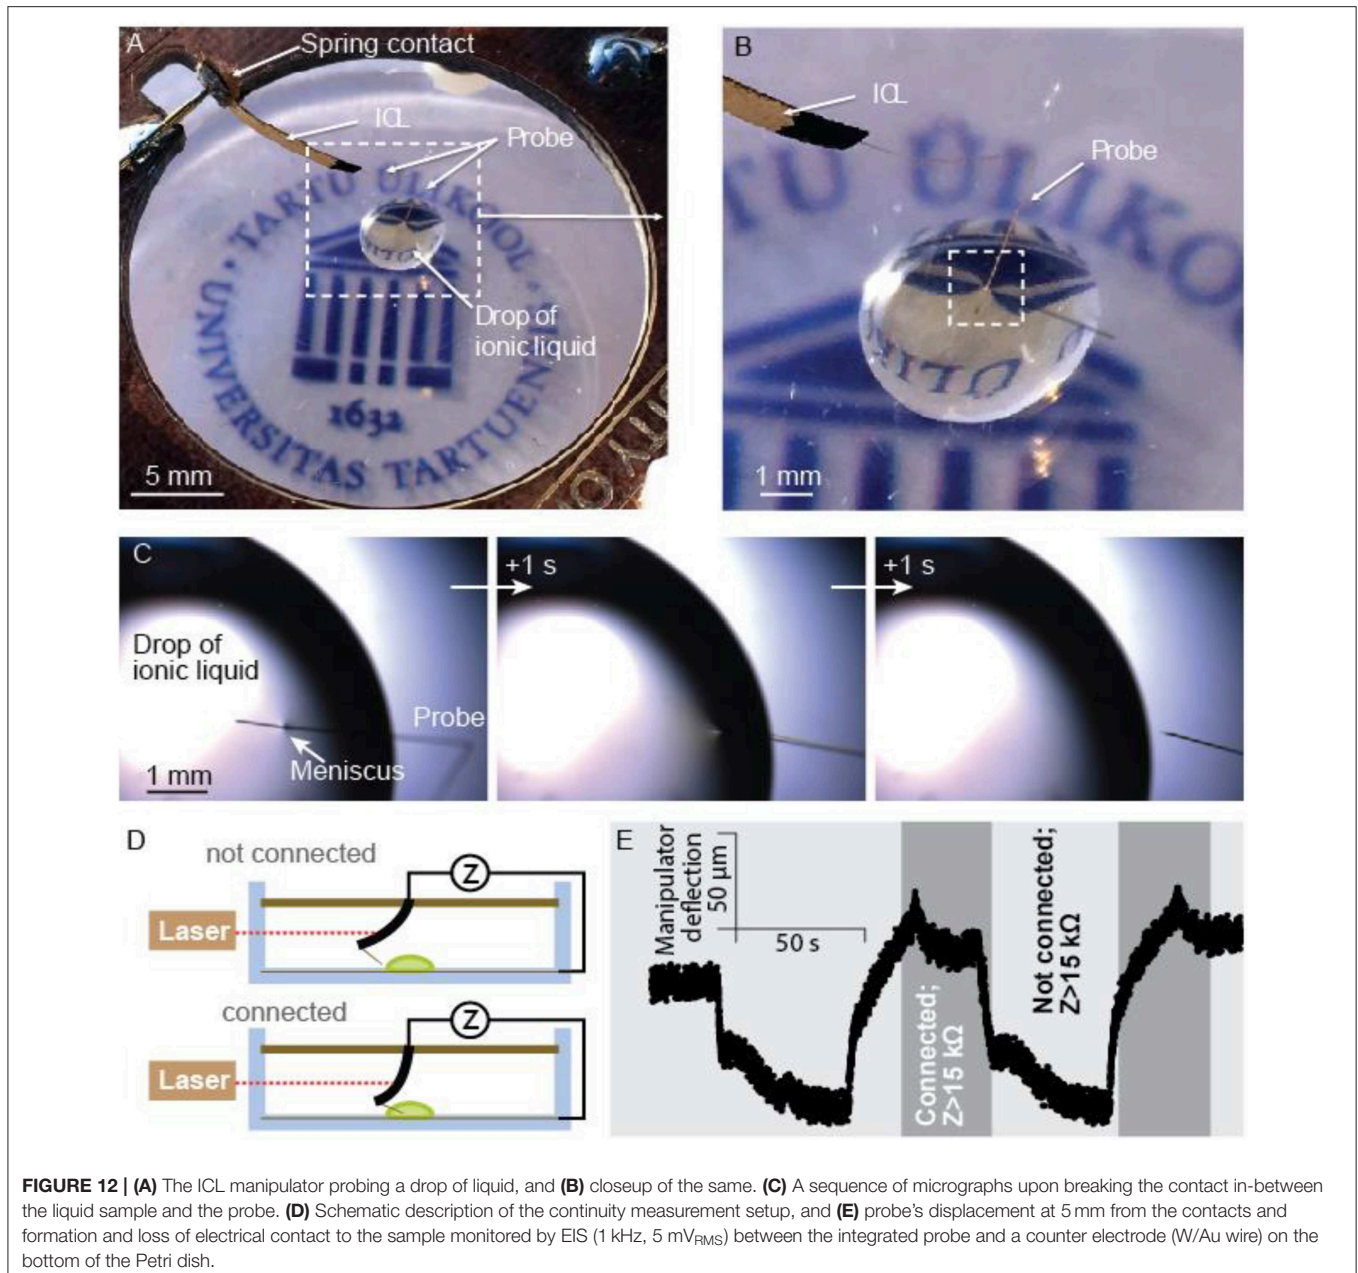 A
Spring contact
ICL
Probe
TARTU ÜLIKOOL
UNIVERSITAS TARTUENSIS
1632
Drop of
ionic liquid
5 mm
B
ICL
Probe
1 mm
C
Drop of
ionic liquid
Probe
Meniscus
1 mm
+1 s
+1 s
D
not connected
Z
Laser
connected
Z
Laser
E
Manipulator
deflection
50 µm
50 s
Connected;
Z>15 kΩ
Not connected;
Z>15 kΩ
FIGURE 12 | (A) The ICL manipulator probing a drop of liquid, and (B) closeup of the same. (C) A sequence of micrographs upon breaking the contact in-between
the liquid sample and the probe. (D) Schematic description of the continuity measurement setup, and (E) probe's displacement at 5 mm from the contacts and
formation and loss of electrical contact to the sample monitored by EIS (1 kHz, 5 mVRMS) between the integrated probe and a counter electrode (W/Au wire) on the
bottom of the Petri dish.